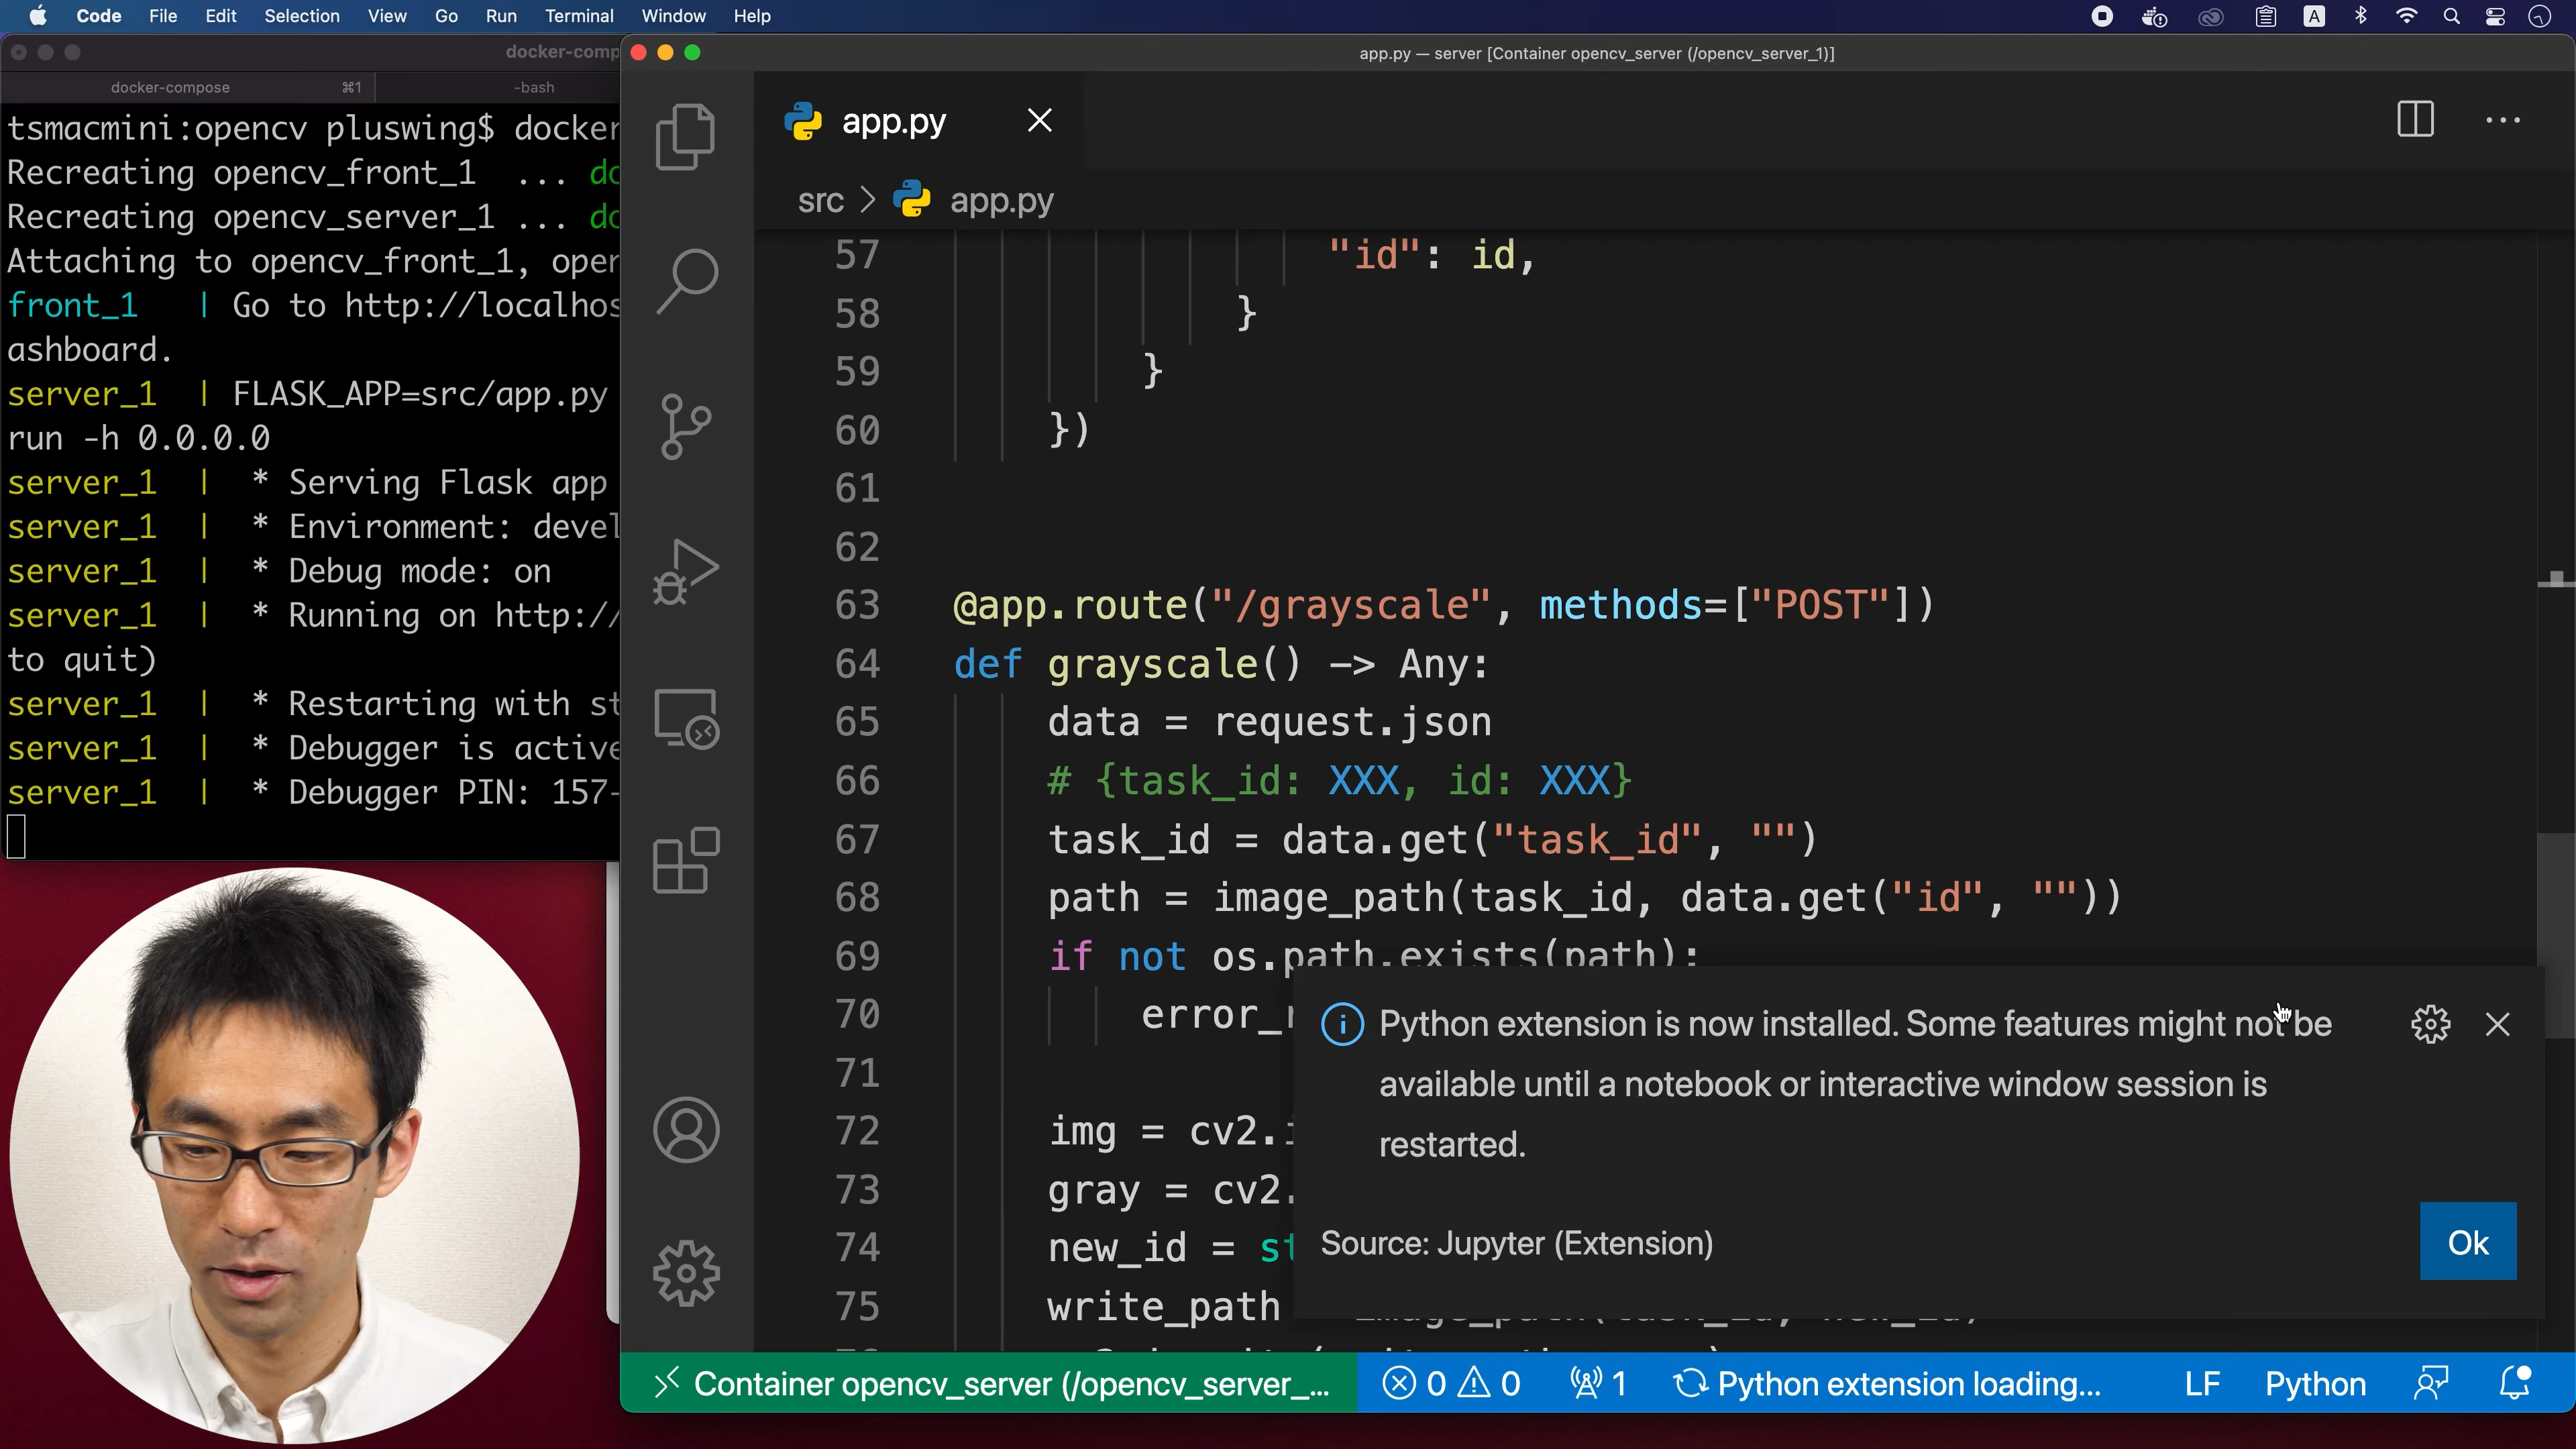 Code File Edit Selection View Go Run Terminal Window Help
A
docker-comp
docker-compose ⌘1 -bash
tsmacmini:opencv pluswing$ docker
Recreating opencv_front_1 ... do
Recreating opencv_server_1 ... do
Attaching to opencv_front_1, oper
front_1 | Go to http://localhos
ashboard.
server_1 | FLASK_APP=src/app.py
run -h 0.0.0.0
server_1 | * Serving Flask app
server_1 | * Environment: devel
server_1 | * Debug mode: on
server_1 | * Running on http://
to quit)
server_1 | * Restarting with st
server_1 | * Debugger is active
server_1 | * Debugger PIN: 157-
app.py — server [Container opencv_server (/opencv_server_1)]
app.py
src > app.py
57 "id": id,
58 }
59 }
60 })
61
62
63 @app.route("/grayscale", methods=["POST"])
64 def grayscale() -> Any:
65 data = request.json
66 # {task_id: XXX, id: XXX}
67 task_id = data.get("task_id", "")
68 path = image_path(task_id, data.get("id", ""))
69 if not os.path.exists(path):
70 error_
71
72 img = cv2.
73 gray = cv2.
74 new_id = st
75 write_path
Python extension is now installed. Some features might not be
available until a notebook or interactive window session is
restarted.
Source: Jupyter (Extension)
Ok
Container opencv_server (/opencv_server_... 0 0 1 Python extension loading... LF Python